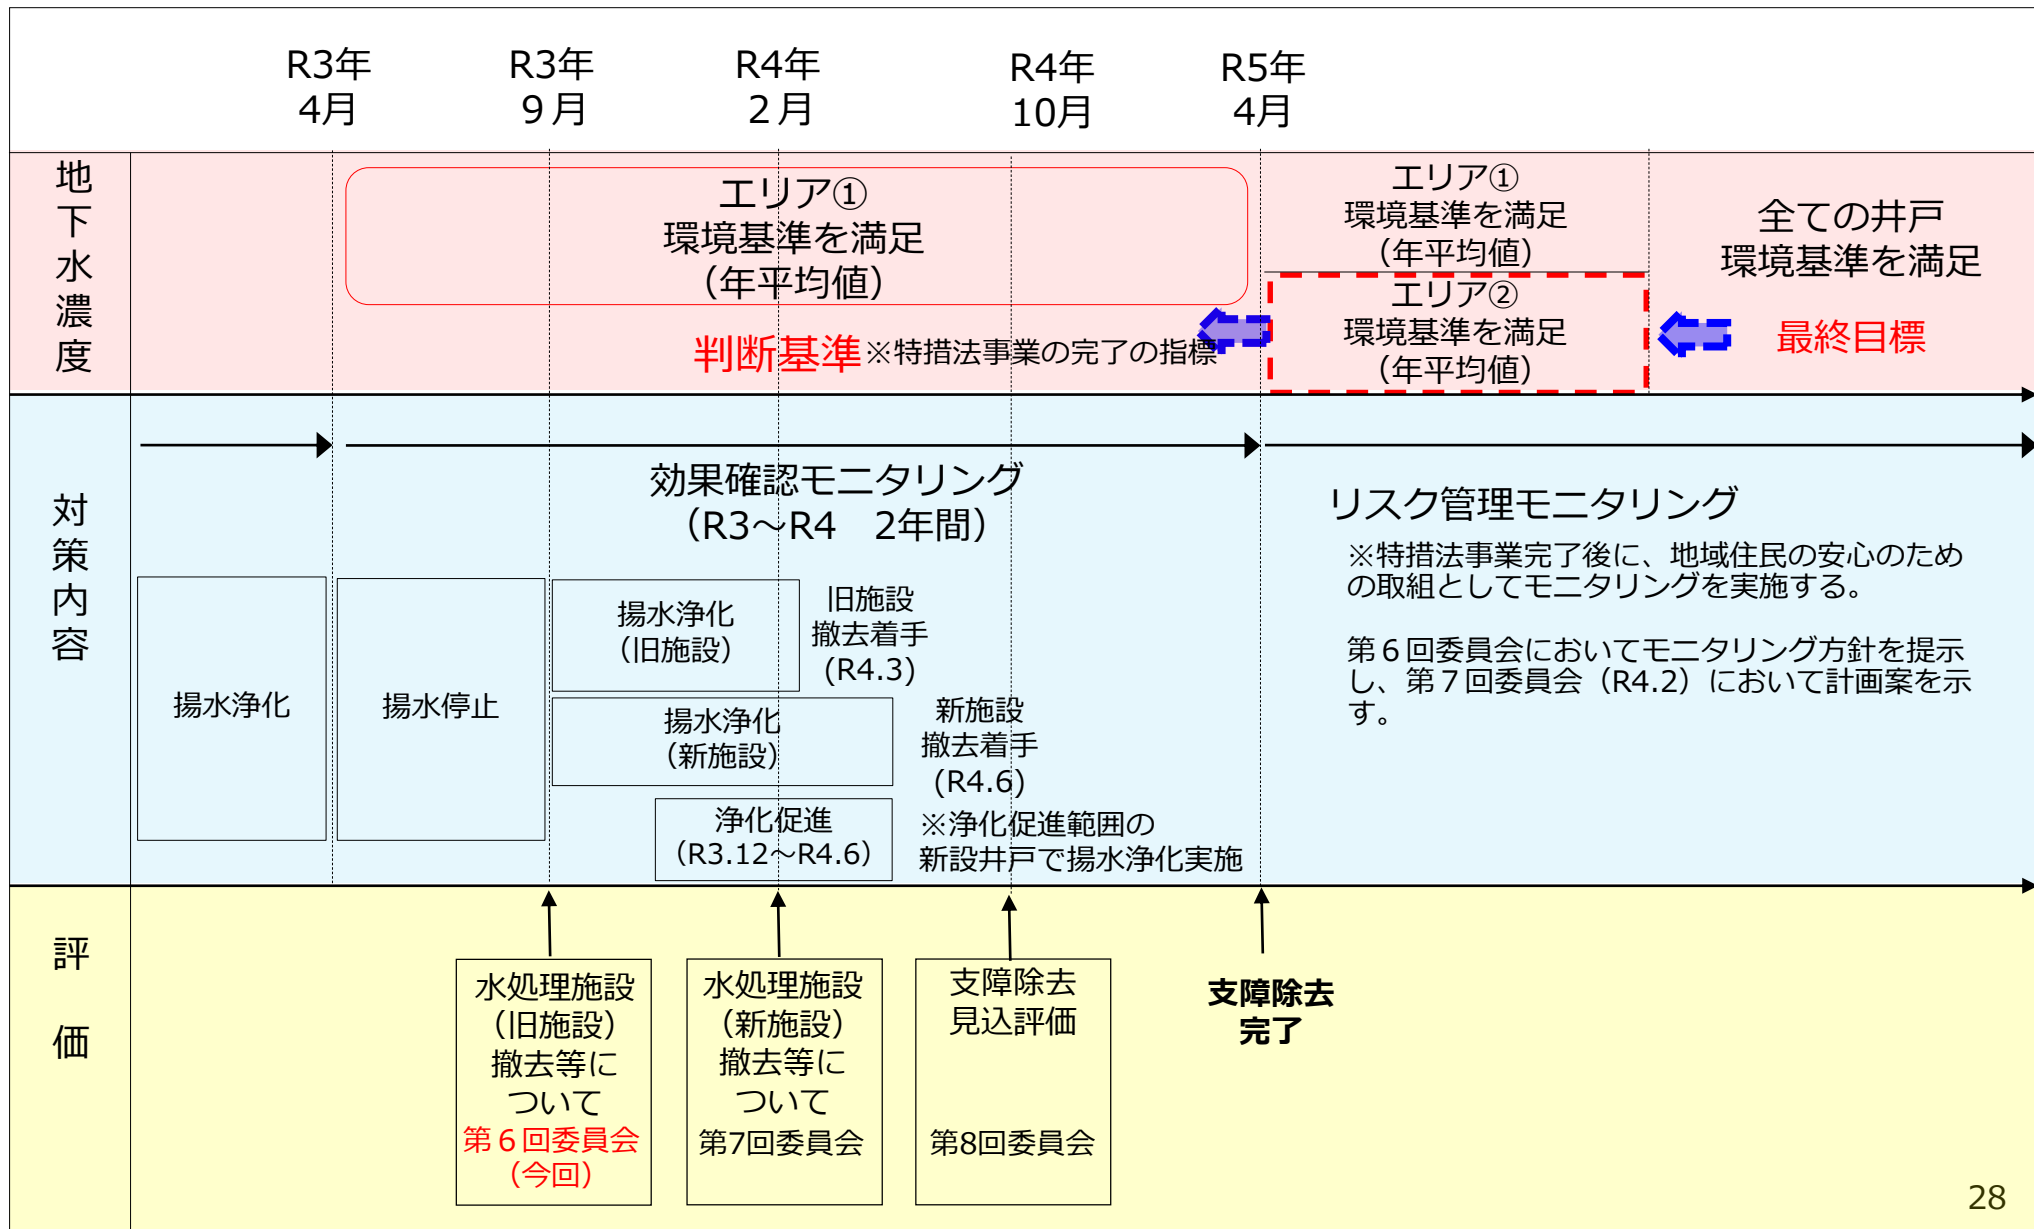 R3年
4月
R3年
９月
R4年
２月
R4年
10月
R5年
4月
地下水濃度
エリア①
環境基準を満足
（年平均値）
判断基準 ※特措法事業の完了の指標
エリア①
環境基準を満足
（年平均値）
エリア②
環境基準を満足
（年平均値）
全ての井戸
環境基準を満足
最終目標
対策内容
効果確認モニタリング
（R3～R4　2年間）
リスク管理モニタリング
※特措法事業完了後に、地域住民の安心のため
の取組としてモニタリングを実施する。
第６回委員会においてモニタリング方針を提示
し、第７回委員会（R4.2）において計画案を示
す。
揚水浄化
揚水停止
揚水浄化
（旧施設）
旧施設
撤去着手
(R4.3)
揚水浄化
（新施設）
新施設
撤去着手
(R4.6)
浄化促進
（R3.12～R4.6）
※浄化促進範囲の
新設井戸で揚水浄化実施
評価
水処理施設
（旧施設）
撤去等に
ついて
第６回委員会
（今回）
水処理施設
（新施設）
撤去等に
ついて
第7回委員会
支障除去
見込評価
第8回委員会
支障除去
完了
28